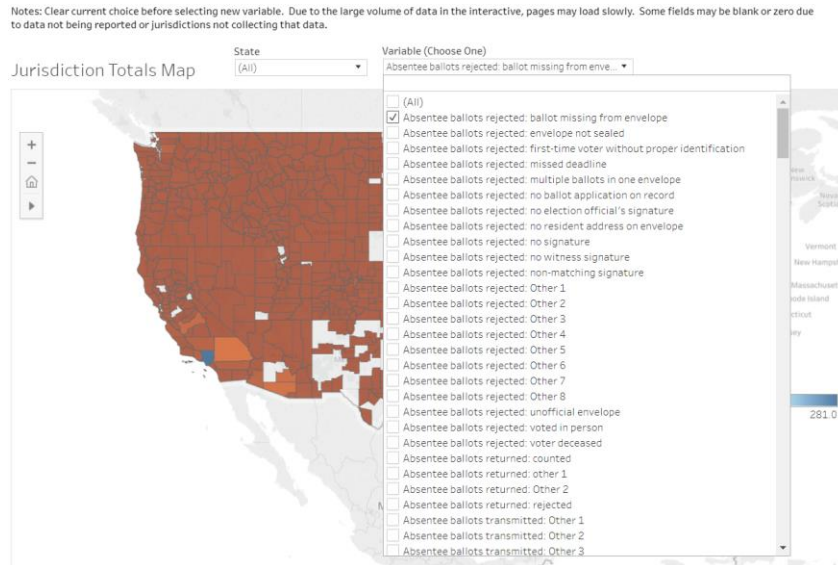 Notes: Clear current choice before selecting new variable. Due to the large volume of data in the interactive, pages may load slowly. Some fields may be blank or zero due
to data not being reported or jurisdictions not collecting that data.
State
Variable (Choose One)
Jurisdiction Totals Map
(All)
Absentee ballots rejected: ballot missing from enve...
(All)
Absentee ballots rejected: ballot missing from envelope
Absentee ballots rejected: envelope not sealed
Absentee ballots rejected: first-time voter without proper identification
Absentee ballots rejected: missed deadline
Absentee ballots rejected: multiple ballots in one envelope
Absentee ballots rejected: no ballot application on record
Absentee ballots rejected: no election official's signature
Absentee ballots rejected: no resident address on envelope
Absentee ballots rejected: no signature
Absentee ballots rejected: no witness signature
Absentee ballots rejected: non-matching signature
Absentee ballots rejected: Other 1
Absentee ballots rejected: Other 2
Absentee ballots rejected: Other 3
Absentee ballots rejected: Other 4
Absentee ballots rejected: Other 5
Absentee ballots rejected: Other 6
Absentee ballots rejected: Other 7
Absentee ballots rejected: Other 8
Absentee ballots rejected: unofficial envelope
Absentee ballots rejected: voted in person
Absentee ballots rejected: voter deceased
Absentee ballots returned: counted
Absentee ballots returned: other 1
Absentee ballots returned: Other 2
Absentee ballots returned: rejected
Absentee ballots transmitted: Other 1
Absentee ballots transmitted: Other 2
Absentee ballots transmitted: Other 3
Vermont
New Hampsl
Massachuset
ode Island
cticut
281.0